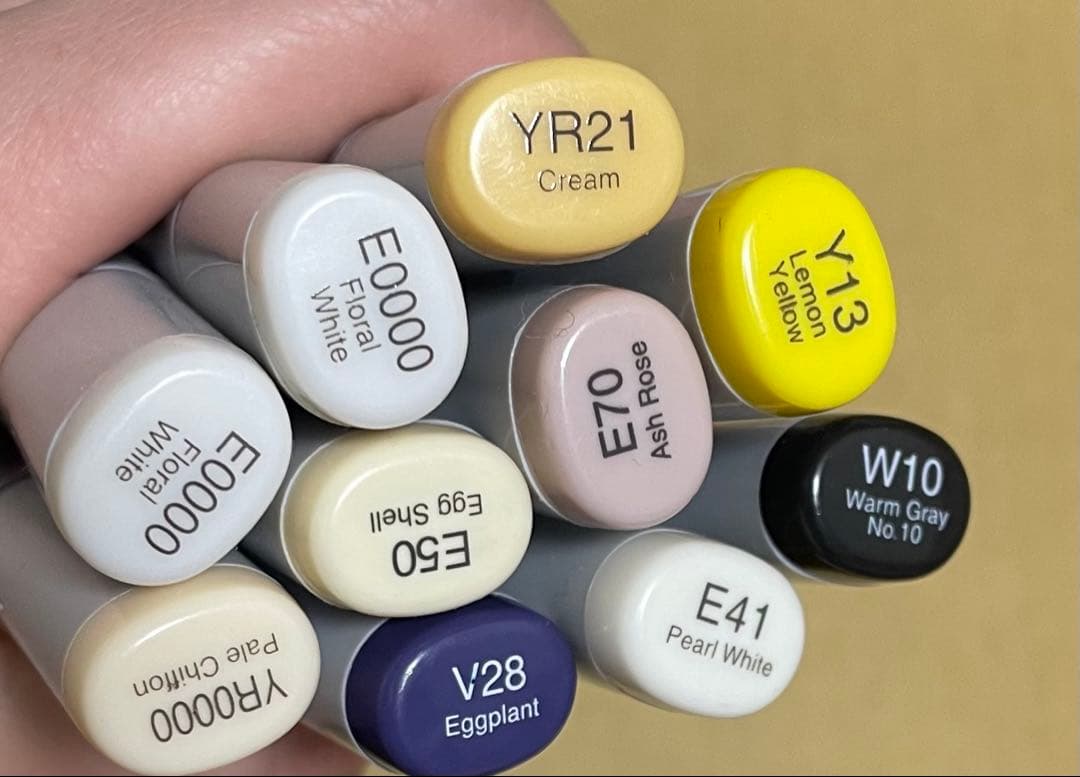 YR21
Cream
E0000
Floral
White
Y13
Lemon
Yellow
E70
Ash Rose
E0000
Floral
White
E50
Egg Shell
W10
Warm Gray
No.10
E41
Pearl White
YR0000
Pale Chiffon
V28
Eggplant